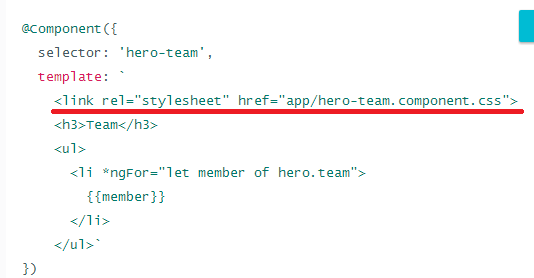 @Component({
selector: 'hero-team',
template: `
<link rel="stylesheet" href="app/hero-team.component.css">
<h3>Team</h3>
<ul>
<li *ngFor="let member of hero.team">
{{member}}
</li>
</ul>`
})